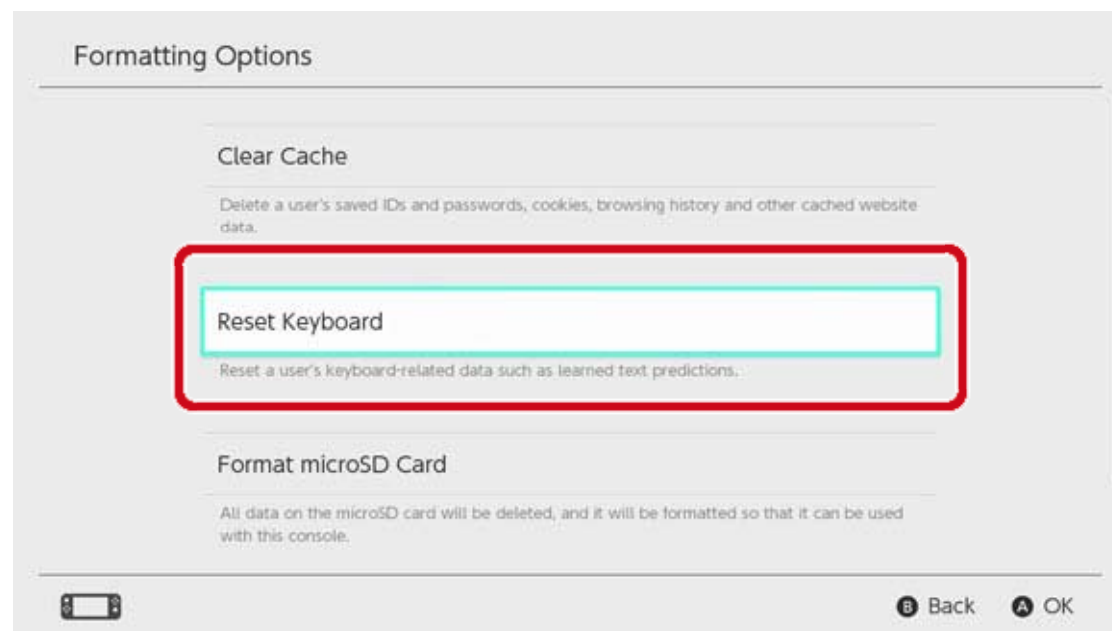 Formatting Options
Clear Cache
Delete a user's saved IDs and passwords, cookies, browsing history and other cached website
data.
Reset Keyboard
Reset a user's keyboard-related data such as learned text predictions.
Format microSD Card
All data on the microSD card will be deleted, and it will be formatted so that it can be used
with this console.
B Back A OK